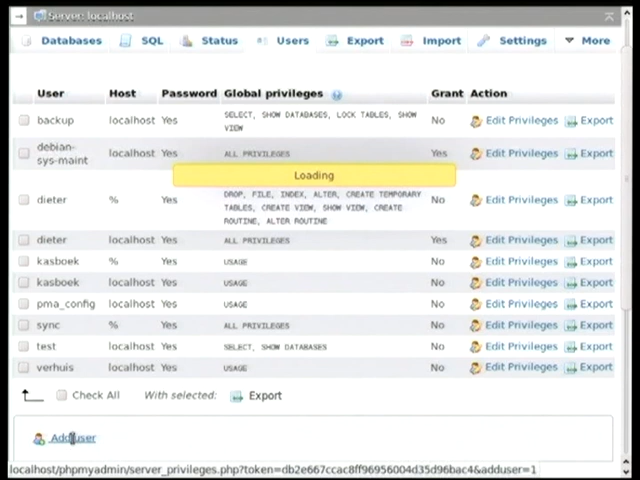 Server: localhost
Databases SQL Status Users Export Import Settings More
User Host Password Global privileges Grant Action
backup localhost Yes SELECT, SHOW DATABASES, LOCK TABLES, SHOW VIEW No Edit Privileges Export
debian-sys-maint localhost Yes ALL PRIVILEGES Yes Edit Privileges Export
Loading
dieter % Yes DROP, FILE, INDEX, ALTER, CREATE TEMPORARY TABLES, CREATE VIEW, SHOW VIEW, CREATE ROUTINE, ALTER ROUTINE No Edit Privileges Export
dieter localhost Yes ALL PRIVILEGES Yes Edit Privileges Export
kasboek % Yes USAGE No Edit Privileges Export
kasboek localhost Yes USAGE No Edit Privileges Export
pma_config localhost Yes USAGE No Edit Privileges Export
sync % Yes ALL PRIVILEGES No Edit Privileges Export
test localhost Yes SELECT, SHOW DATABASES No Edit Privileges Export
verhuis localhost Yes USAGE No Edit Privileges Export
Check All With selected: Export
Add user
localhost/phpmyadmin/server_privileges.php?token=db2e667ccac8ff96956004d35d96bac4&adduser=1